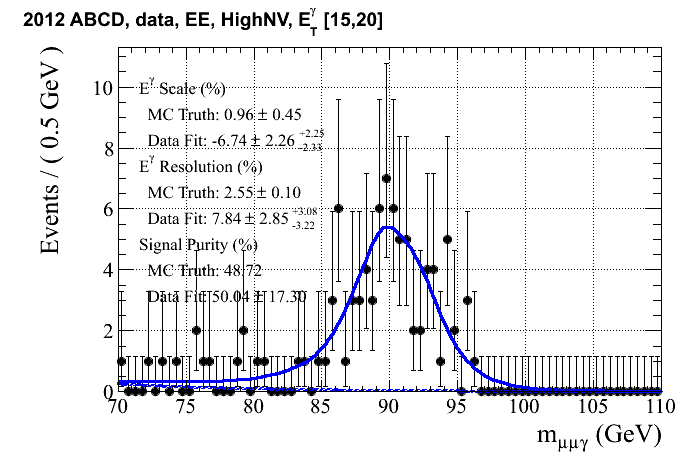 2012 ABCD, data, EE, HighNV, E_T^γ [15,20]
Events / ( 0.5 GeV )
E^γ Scale (%)
MC Truth: 0.96 ± 0.45
Data Fit: -6.74 ± 2.26 +2.25 -2.33
E^γ Resolution (%)
MC Truth: 2.55 ± 0.10
Data Fit: 7.84 ± 2.85 +3.08 -3.22
Signal Purity (%)
MC Truth: 48.72
Data Fit: 50.04 ± 17.30
10
8
6
4
2
0
70 75 80 85 90 95 100 105 110
m_μμγ (GeV)